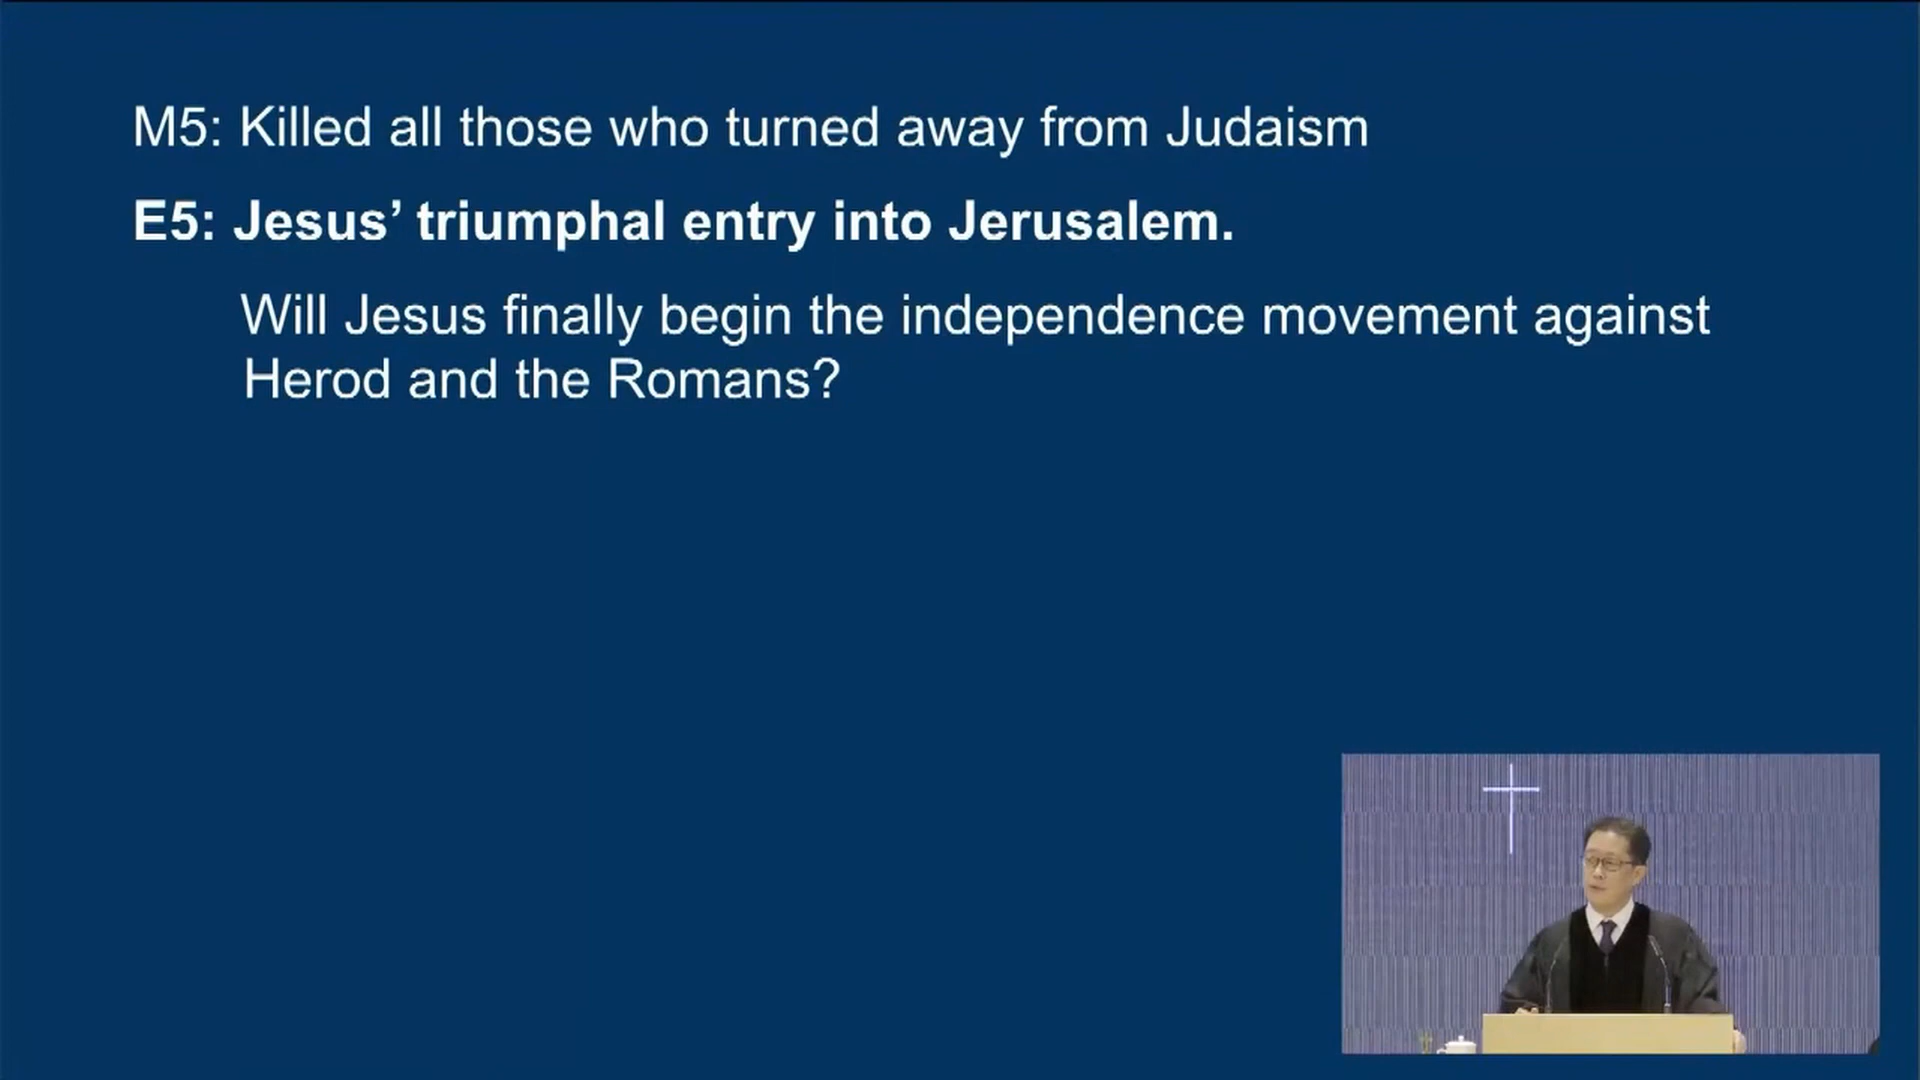 M5: Killed all those who turned away from Judaism
E5: Jesus’ triumphal entry into Jerusalem.
Will Jesus finally begin the independence movement against
Herod and the Romans?